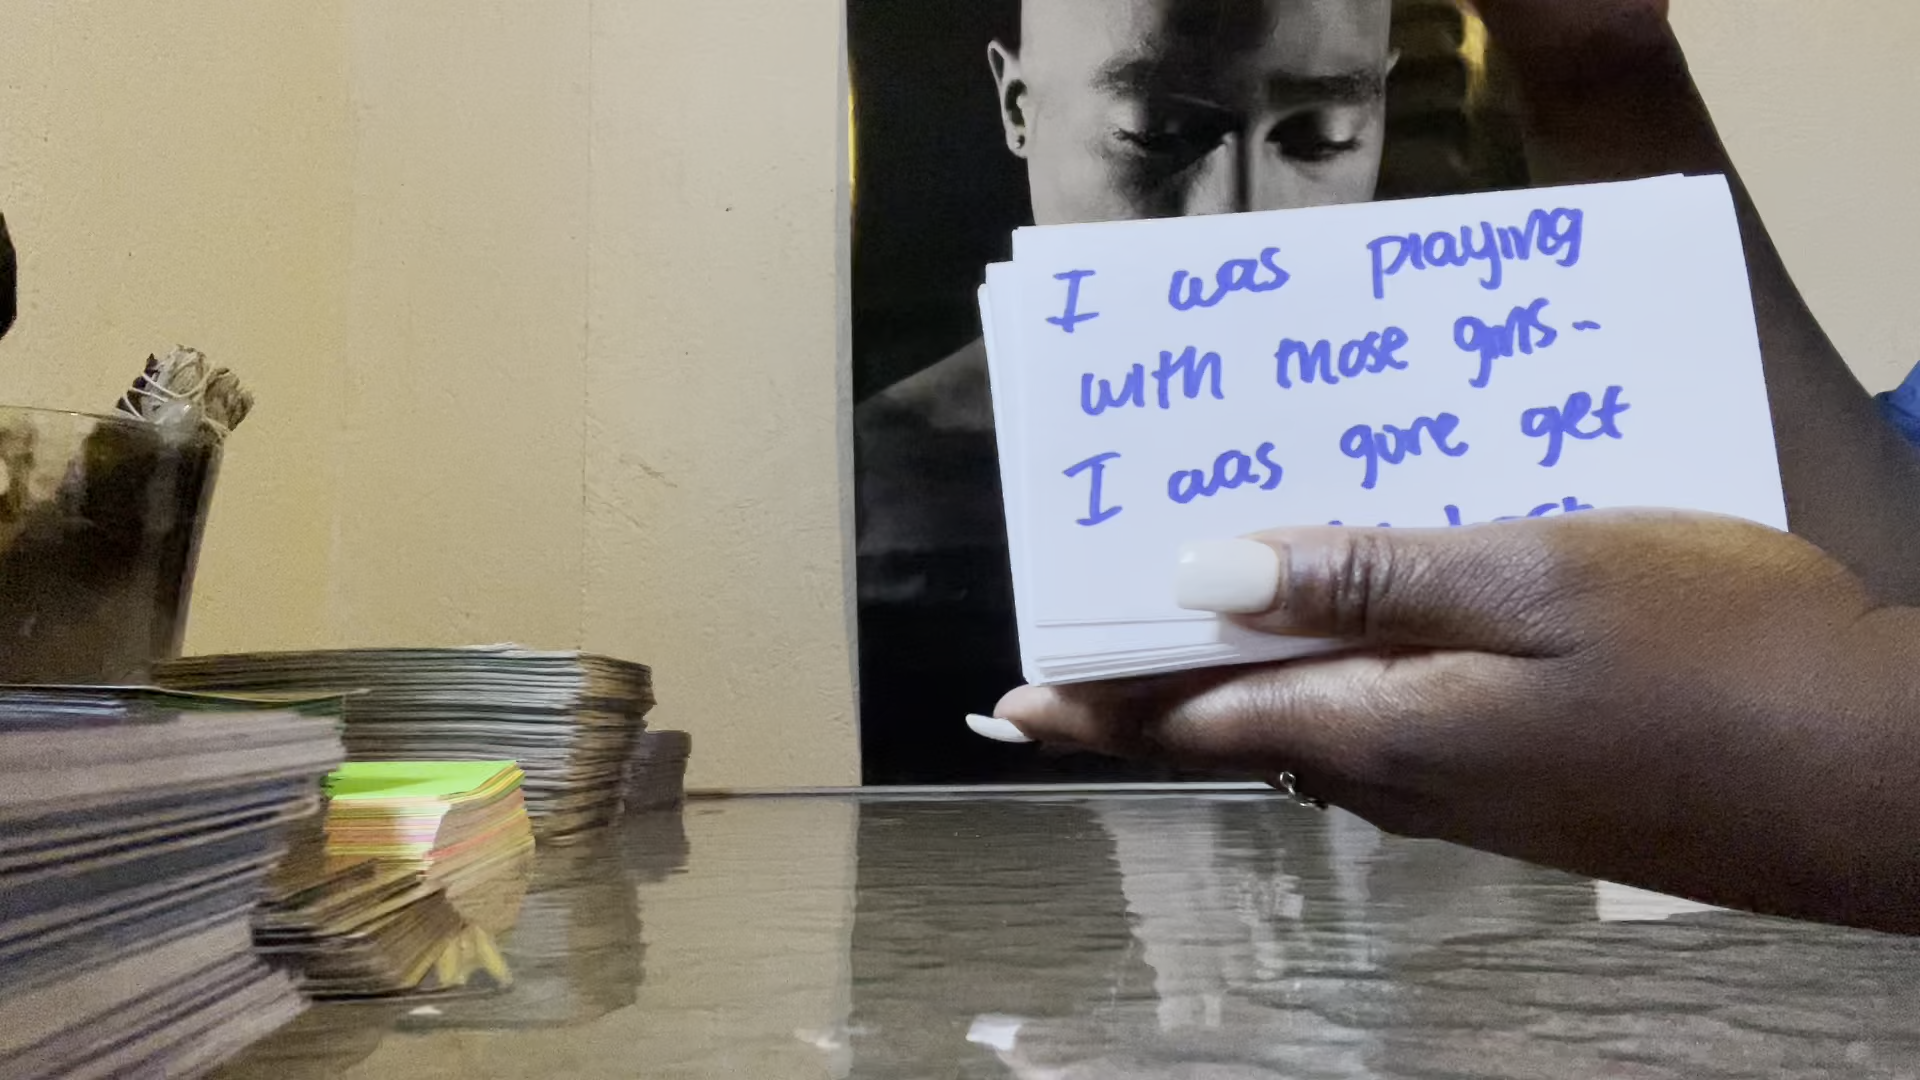 I was playing
with those girls-
I was gone get